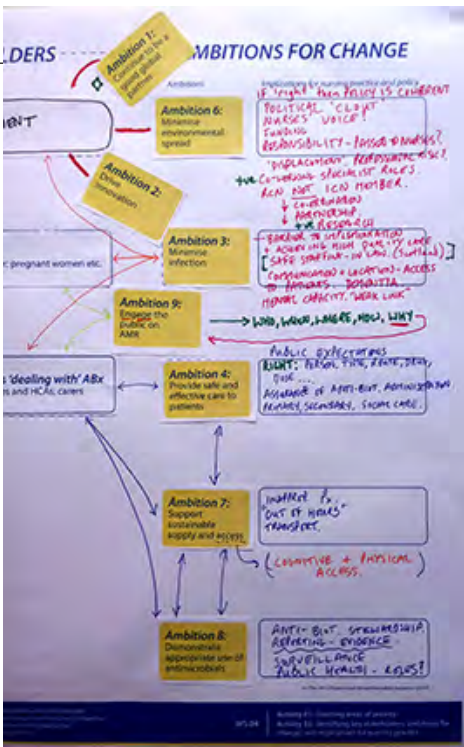 LDERS
AMBITIONS FOR CHANGE
Ambition 1:
Continue to be a
good global
partner
Ambitions
Implications for nursing practice and policy
IF "right" then POLICY IS COHERENT
MENT
Ambition 6:
Minimise
environmental
spread
POLITICAL 'CLOUT'
NURSES' VOICE!
FUNDING
RESPONSIBILITY - PASSED TO NURSES?
'DISPLACEMENT, PROFESSIONAL RISK?
+ve
SPECIALIST ROLES.
RCN NOT ICN MEMBER.
Ambition 2:
Drive
innovation
↓ CO-ORDINATION
PARTNERSHIP.
+ve
RESEARCH
pregnant women etc.
Ambition 3:
Minimise
infection
- BARRIER TO IMPLEMENTATION
+ ACHIEVING HIGH QUALITY CARE
[SAFE STAFFING - IN LAW. (Scotland)]
COMMUNICATION + LOCATION - ACCESS
TO PATIENTS. DEMENTIA
MENTAL CAPACITY. "WEAK LINK"
Ambition 9:
Engage the
public on
AMR
→ WHO, WHEN, WHERE, HOW, WHY
s 'dealing with' ABx
s and HCAs, carers
Ambition 4:
Provide safe and
effective care to
patients
PUBLIC EXPECTATIONS
RIGHT: PERSON, TIME, ROUTE, DRUG,
DOSE ...
ASSURANCE OF ANTI-BIOT. ADMINISTRATION
PRIMARY, SECONDARY, SOCIAL CARE.
Ambition 7:
Support
sustainable
supply and access
"OUT OF HOURS"
TRANSPORT.
(COGNITIVE + PHYSICAL
ACCESS.
Ambition 8:
Demonstrate
appropriate use of
antimicrobials
ANTI-BIOT. STEWARDSHIP.
REPORTING - EVIDENCE -
SURVEILLANCE
PUBLIC HEALTH - ROLES?